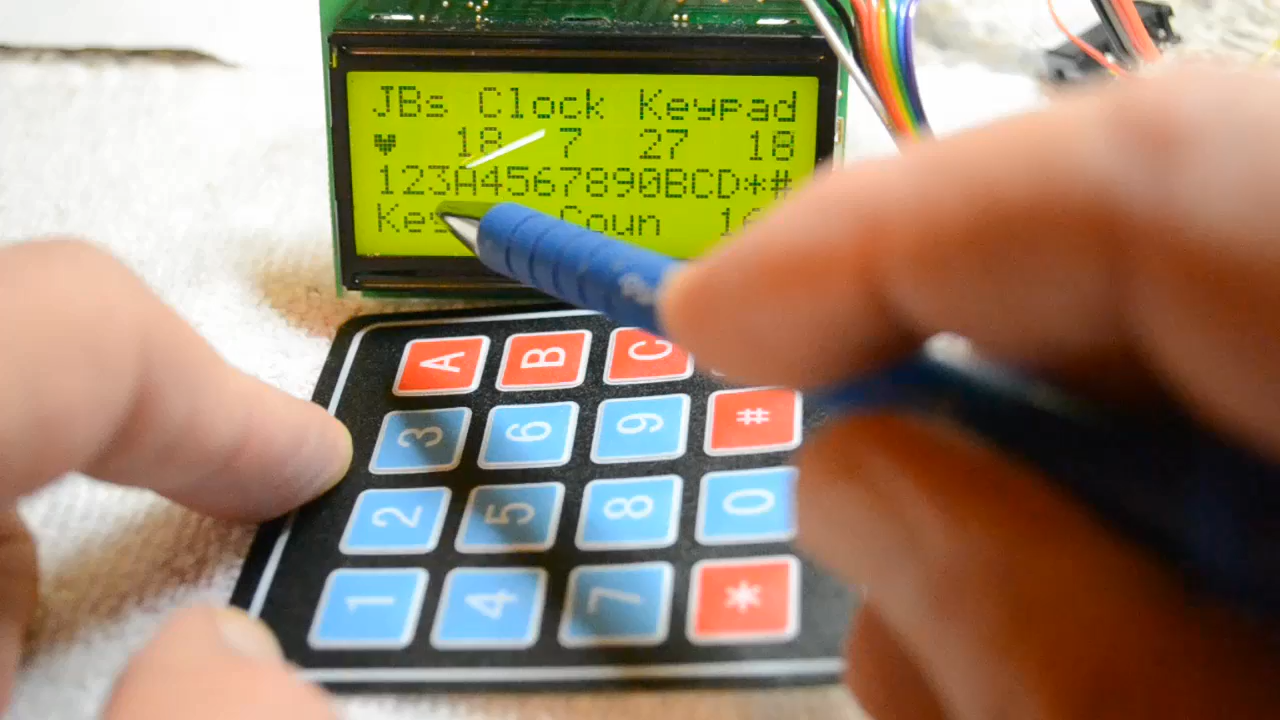 JBs Clock Keypad
♥ 18 7 27 18
123A4567890BCD*#
Coun
A B C
3 6 9 #
2 5 8 0
1 4 7 *